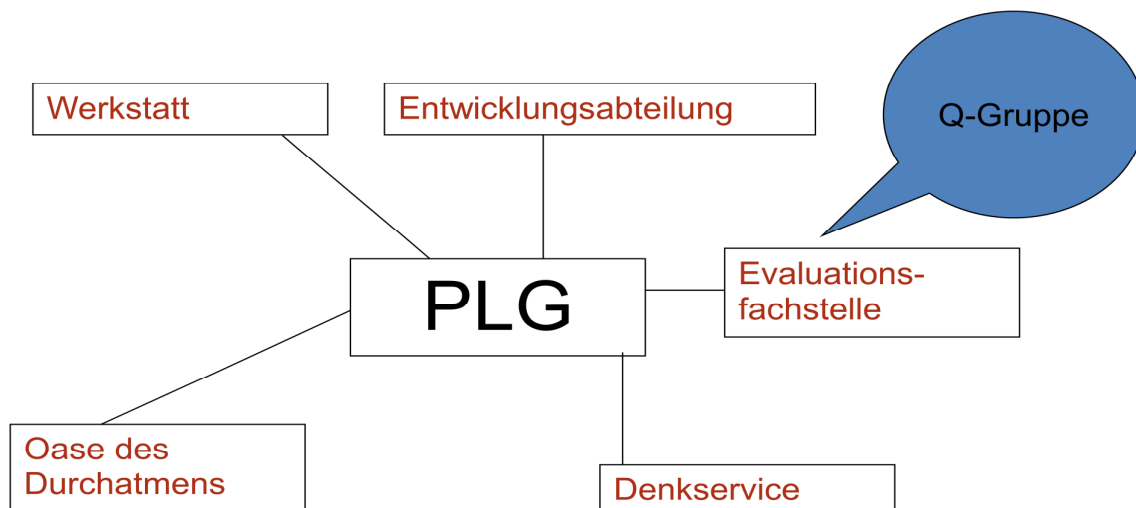 Werkstatt
Entwicklungsabteilung
Q-Gruppe
PLG
Evaluations-
fachstelle
Oase des
Durchatmens
Denkservice